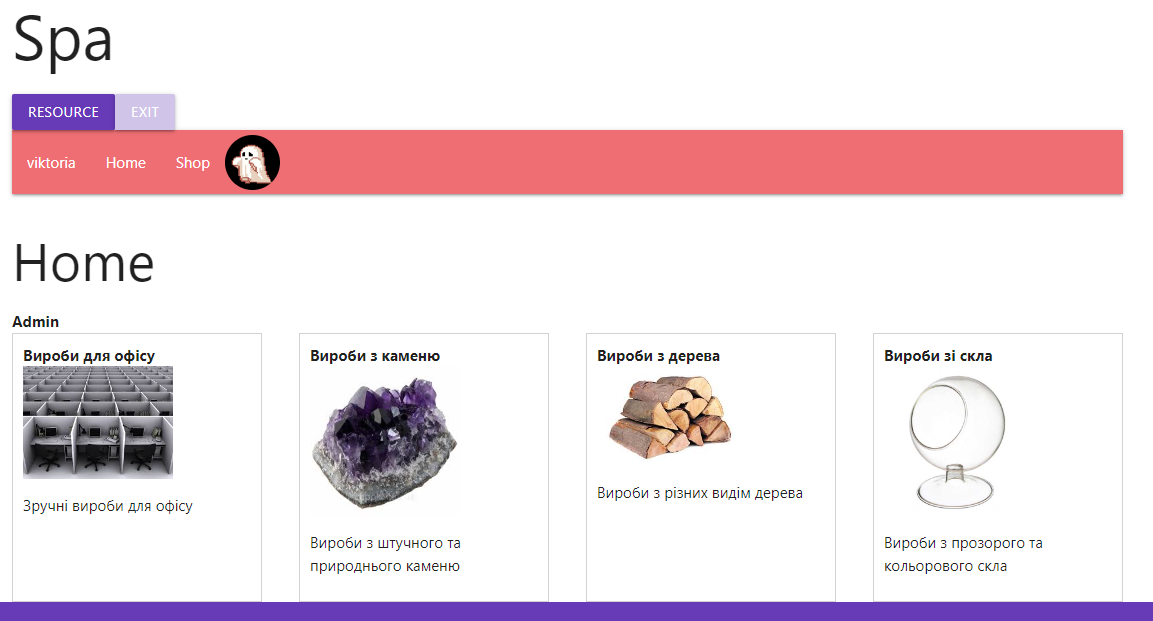 Spa
RESOURCE EXIT
viktoria Home Shop
Home
Admin
Вироби для офісу
Зручні вироби для офісу
Вироби з каменю
Вироби з штучного та
природнього каменю
Вироби з дерева
Вироби з різних видім дерева
Вироби зі скла
Вироби з прозорого та
кольорового скла